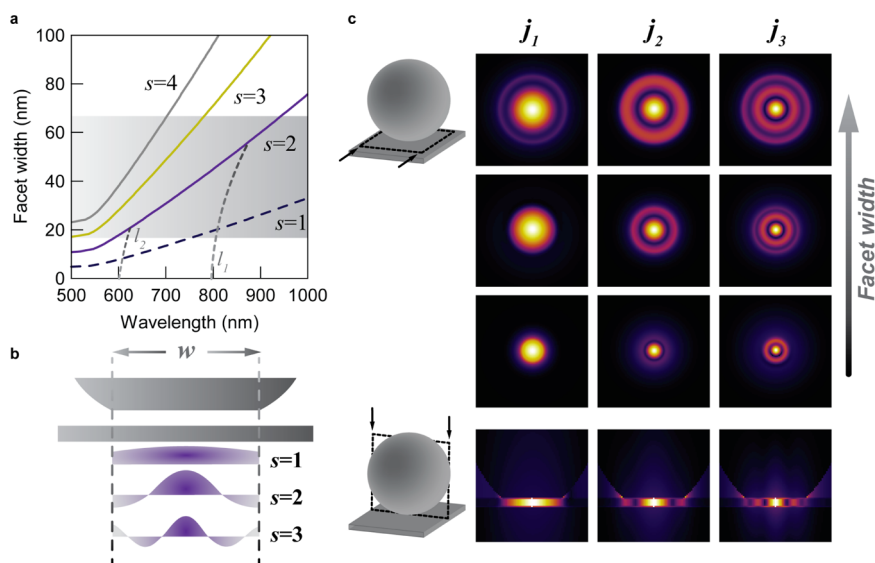 a
Facet width (nm)
100
80
60
40
20
0
s=4
s=3
s=2
s=1
l2
l1
500 600 700 800 900 1000
Wavelength (nm)
b
w
s=1
s=2
s=3
c
j1 j2 j3
Facet width